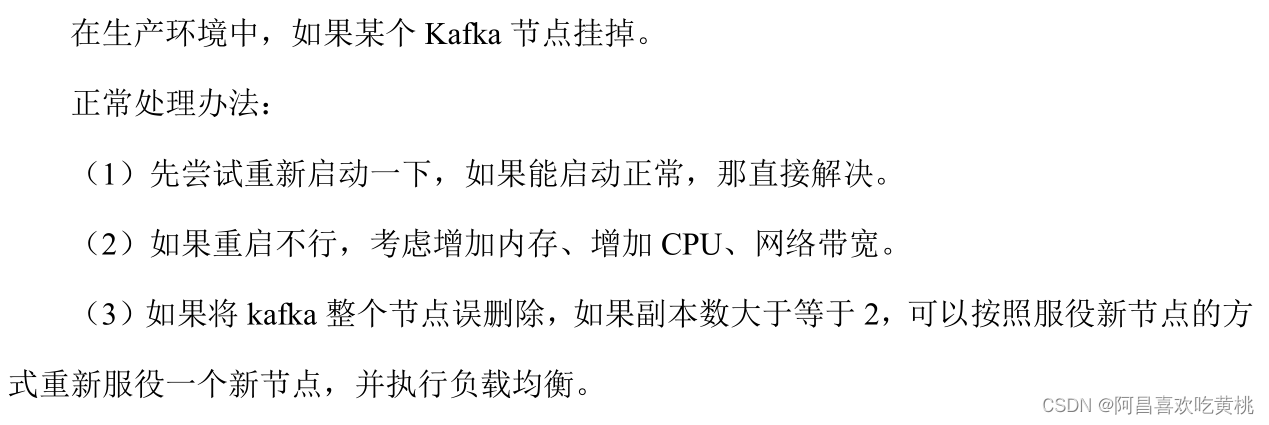 在生产环境中，如果某个 Kafka 节点挂掉。
正常处理办法：
（1）先尝试重新启动一下，如果能启动正常，那直接解决。
（2）如果重启不行，考虑增加内存、增加 CPU、网络带宽。
（3）如果将 kafka 整个节点误删除，如果副本数大于等于 2，可以按照服役新节点的方
式重新服役一个新节点，并执行负载均衡。
CSDN @阿昌喜欢吃黄桃